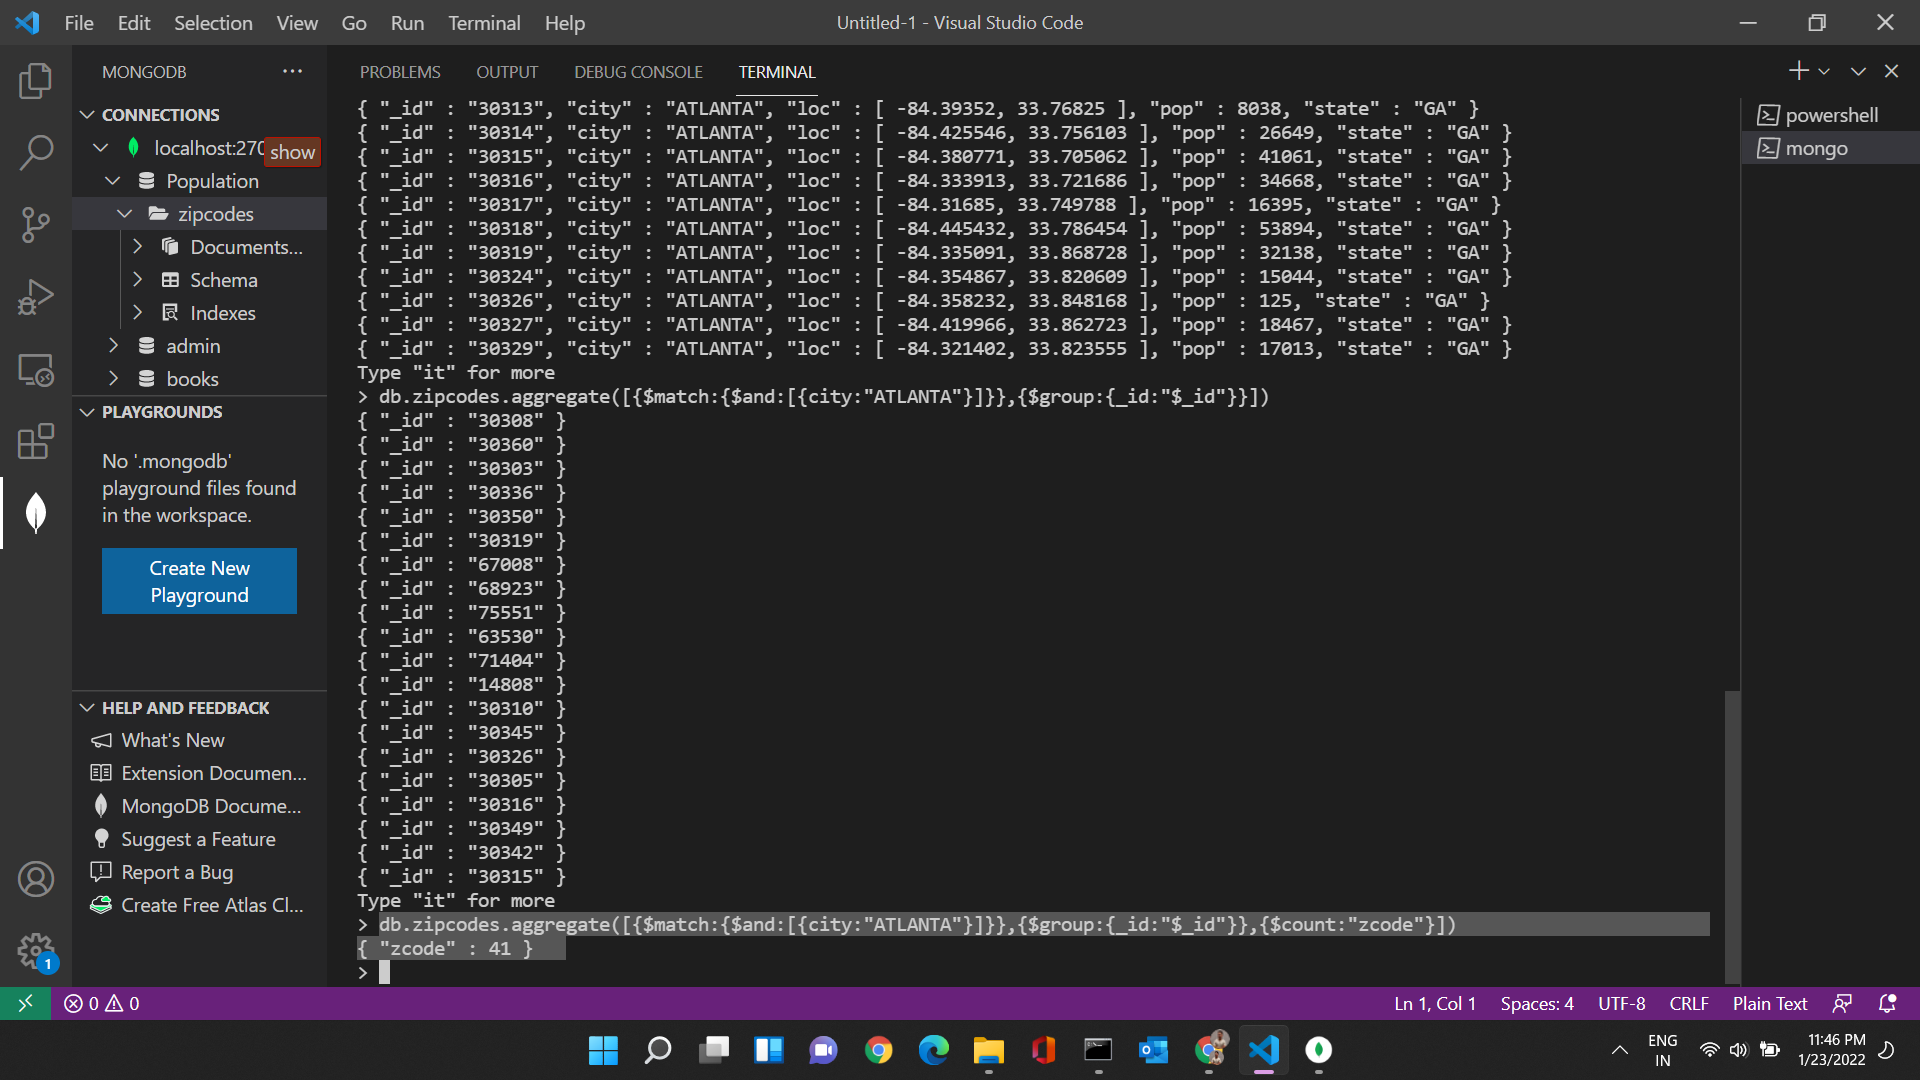 File Edit Selection View Go Run Terminal Help
Untitled-1 - Visual Studio Code
MONGODB
CONNECTIONS
localhost:270
show
Population
zipcodes
Documents...
Schema
Indexes
admin
books
PLAYGROUNDS
No '.mongodb'
playground files found
in the workspace.
Create New
Playground
HELP AND FEEDBACK
What's New
Extension Documen...
MongoDB Docume...
Suggest a Feature
Report a Bug
Create Free Atlas Cl...
1
PROBLEMS OUTPUT DEBUG CONSOLE TERMINAL
{ "_id" : "30313", "city" : "ATLANTA", "loc" : [ -84.39352, 33.76825 ], "pop" : 8038, "state" : "GA" }
{ "_id" : "30314", "city" : "ATLANTA", "loc" : [ -84.425546, 33.756103 ], "pop" : 26649, "state" : "GA" }
{ "_id" : "30315", "city" : "ATLANTA", "loc" : [ -84.380771, 33.705062 ], "pop" : 41061, "state" : "GA" }
{ "_id" : "30316", "city" : "ATLANTA", "loc" : [ -84.333913, 33.721686 ], "pop" : 34668, "state" : "GA" }
{ "_id" : "30317", "city" : "ATLANTA", "loc" : [ -84.31685, 33.749788 ], "pop" : 16395, "state" : "GA" }
{ "_id" : "30318", "city" : "ATLANTA", "loc" : [ -84.445432, 33.786454 ], "pop" : 53894, "state" : "GA" }
{ "_id" : "30319", "city" : "ATLANTA", "loc" : [ -84.335091, 33.868728 ], "pop" : 32138, "state" : "GA" }
{ "_id" : "30324", "city" : "ATLANTA", "loc" : [ -84.354867, 33.820609 ], "pop" : 15044, "state" : "GA" }
{ "_id" : "30326", "city" : "ATLANTA", "loc" : [ -84.358232, 33.848168 ], "pop" : 125, "state" : "GA" }
{ "_id" : "30327", "city" : "ATLANTA", "loc" : [ -84.419966, 33.862723 ], "pop" : 18467, "state" : "GA" }
{ "_id" : "30329", "city" : "ATLANTA", "loc" : [ -84.321402, 33.823555 ], "pop" : 17013, "state" : "GA" }
Type "it" for more
> db.zipcodes.aggregate([{$match:{$and:[{city:"ATLANTA"}]}},{$group:{_id:"$_id"}}])
{ "_id" : "30308" }
{ "_id" : "30360" }
{ "_id" : "30303" }
{ "_id" : "30336" }
{ "_id" : "30350" }
{ "_id" : "30319" }
{ "_id" : "67008" }
{ "_id" : "68923" }
{ "_id" : "75551" }
{ "_id" : "63530" }
{ "_id" : "71404" }
{ "_id" : "14808" }
{ "_id" : "30310" }
{ "_id" : "30345" }
{ "_id" : "30326" }
{ "_id" : "30305" }
{ "_id" : "30316" }
{ "_id" : "30349" }
{ "_id" : "30342" }
{ "_id" : "30315" }
Type "it" for more
> db.zipcodes.aggregate([{$match:{$and:[{city:"ATLANTA"}]}},{$group:{_id:"$_id"}},{$count:"zcode"}])
{ "zcode" : 41 }
>
powershell
mongo
0 0
Ln 1, Col 1 Spaces: 4 UTF-8 CRLF Plain Text
ENG
IN
11:46 PM
1/23/2022